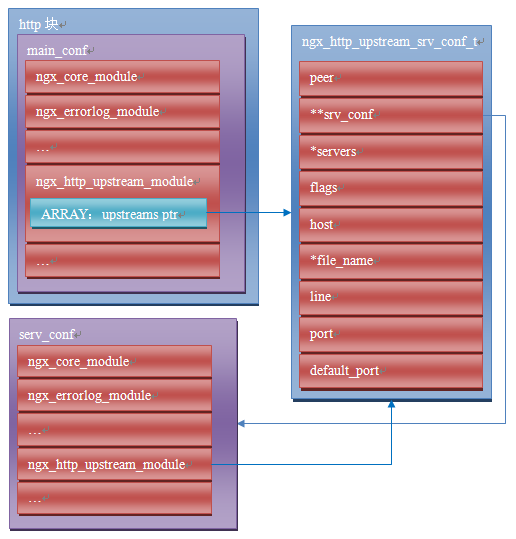 http 块
main_conf
ngx_core_module
ngx_errorlog_module
…
ngx_http_upstream_module
ARRAY：upstreams ptr
…
ngx_http_upstream_srv_conf_t
peer
**srv_conf
*servers
flags
host
*file_name
line
port
default_port
serv_conf
ngx_core_module
ngx_errorlog_module
…
ngx_http_upstream_module
…